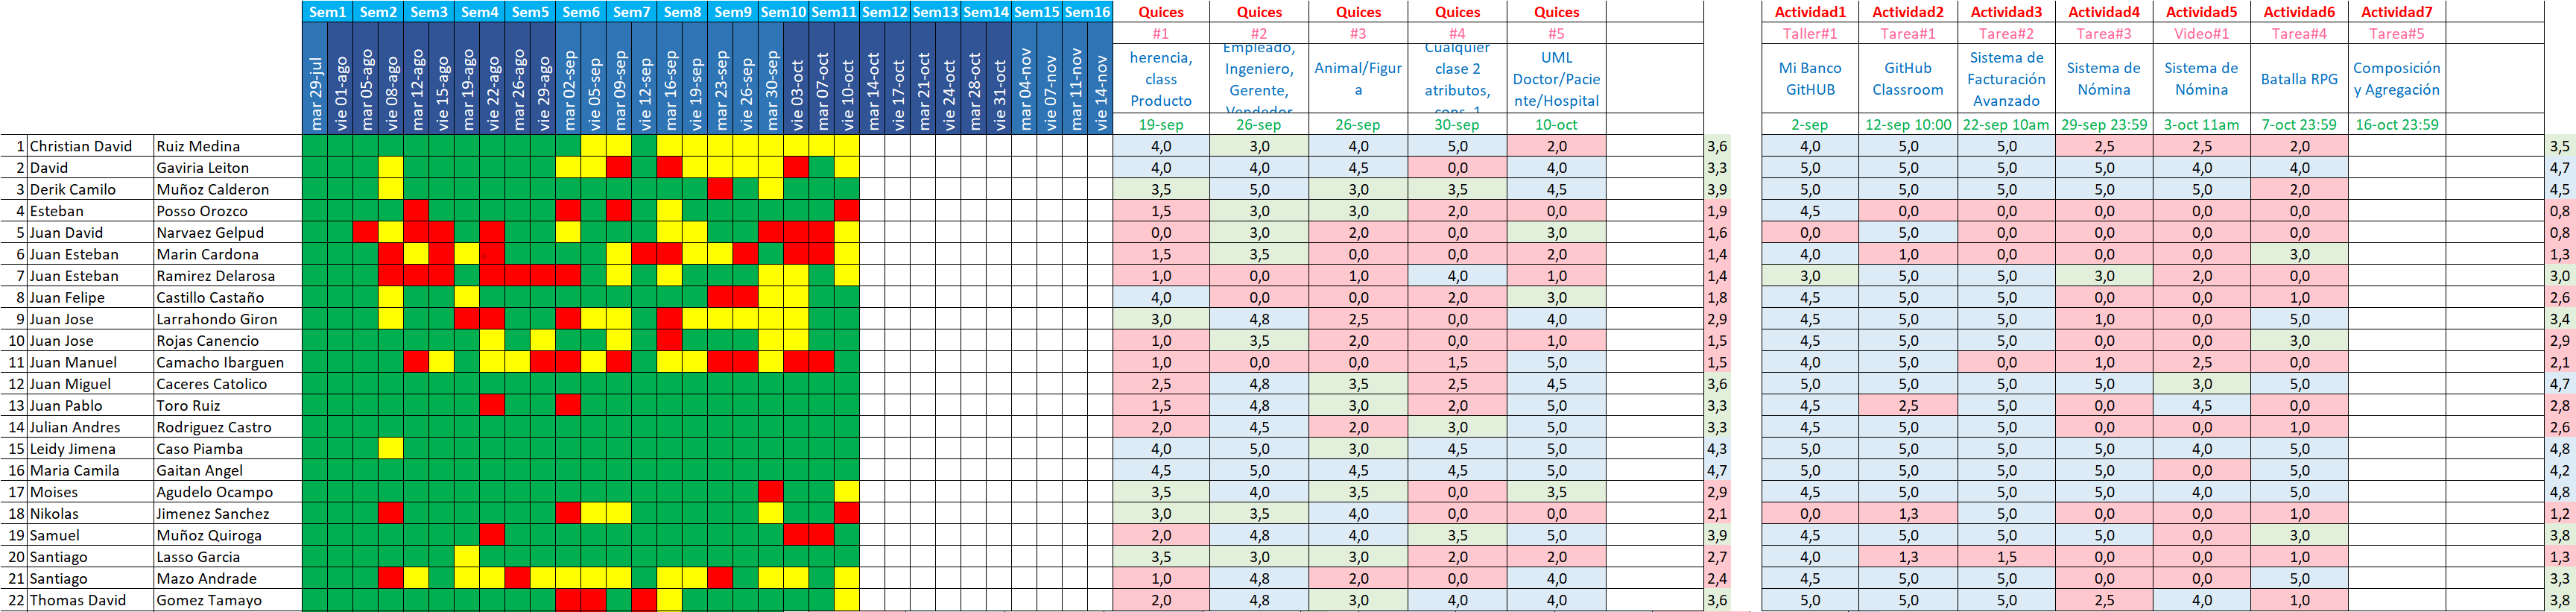 Sem1 Sem2 Sem3 Sem4 Sem5 Sem6 Sem7 Sem8 Sem9 Sem10 Sem11 Sem12 Sem13 Sem14 Sem15 Sem16 Quices Quices Quices Quices Quices Actividad1 Actividad2 Actividad3 Actividad4 Actividad5 Actividad6 Actividad7
#1 #2 #3 #4 #5 Taller#1 Tarea#1 Tarea#2 Tarea#3 Video#1 Tarea#4 Tarea#5
mar 29-jul
vie 01-ago
mar 05-ago
vie 08-ago
mar 12-ago
vie 15-ago
mar 19-ago
vie 22-ago
mar 26-ago
vie 29-ago
mar 02-sep
vie 05-sep
mar 09-sep
vie 12-sep
mar 16-sep
vie 19-sep
mar 23-sep
vie 26-sep
mar 30-sep
vie 03-oct
mar 07-oct
vie 10-oct
mar 14-oct
vie 17-oct
mar 21-oct
vie 24-oct
mar 28-oct
vie 31-oct
mar 04-nov
vie 07-nov
mar 11-nov
vie 14-nov
herencia,
class
Producto
Empleado,
Ingeniero,
Gerente,
Vendedor
Animal/Figur
a
Cualquier
clase 2
atributos,
cons. 1
UML
Doctor/Pacie
nte/Hospital
Mi Banco
GitHUB
GitHub
Classroom
Sistema de
Facturación
Avanzado
Sistema de
Nómina
Sistema de
Nómina
Batalla RPG
Composición
y Agregación
19-sep 26-sep 26-sep 30-sep 10-oct 2-sep 12-sep 10:00 22-sep 10am 29-sep 23:59 3-oct 11am 7-oct 23:59 16-oct 23:59
1 Christian David Ruiz Medina 4,0 3,0 4,0 5,0 2,0 3,6 4,0 5,0 5,0 2,5 2,5 2,0 3,5
2 David Gaviria Leiton 4,0 4,0 4,5 0,0 4,0 3,3 5,0 5,0 5,0 5,0 4,0 4,0 4,7
3 Derik Camilo Muñoz Calderon 3,5 5,0 3,0 3,5 4,5 3,9 5,0 5,0 5,0 5,0 5,0 2,0 4,5
4 Esteban Posso Orozco 1,5 3,0 3,0 2,0 0,0 1,9 4,5 0,0 0,0 0,0 0,0 0,0 0,8
5 Juan David Narvaez Gelpud 0,0 3,0 2,0 0,0 3,0 1,6 0,0 5,0 0,0 0,0 0,0 0,0 0,8
6 Juan Esteban Marin Cardona 1,5 3,5 0,0 0,0 2,0 1,4 4,0 1,0 0,0 0,0 0,0 3,0 1,3
7 Juan Esteban Ramirez Delarosa 1,0 0,0 1,0 4,0 1,0 1,4 3,0 5,0 5,0 3,0 2,0 0,0 3,0
8 Juan Felipe Castillo Castaño 4,0 0,0 0,0 2,0 3,0 1,8 4,5 5,0 5,0 0,0 0,0 1,0 2,6
9 Juan Jose Larrahondo Giron 3,0 4,8 2,5 0,0 4,0 2,9 4,5 5,0 5,0 1,0 0,0 5,0 3,4
10 Juan Jose Rojas Canencio 1,0 3,5 2,0 0,0 1,0 1,5 4,5 5,0 5,0 0,0 0,0 3,0 2,9
11 Juan Manuel Camacho Ibarguen 1,0 0,0 0,0 1,5 5,0 1,5 4,0 5,0 0,0 1,0 2,5 0,0 2,1
12 Juan Miguel Caceres Catolico 2,5 4,8 3,5 2,5 4,5 3,6 5,0 5,0 5,0 5,0 3,0 5,0 4,7
13 Juan Pablo Toro Ruiz 1,5 4,8 3,0 2,0 5,0 3,3 4,5 2,5 5,0 0,0 4,5 0,0 2,8
14 Julian Andres Rodriguez Castro 2,0 4,5 2,0 3,0 5,0 3,3 4,5 5,0 5,0 0,0 0,0 1,0 2,6
15 Leidy Jimena Caso Piamba 4,0 5,0 3,0 4,5 5,0 4,3 5,0 5,0 5,0 5,0 4,0 5,0 4,8
16 Maria Camila Gaitan Angel 4,5 5,0 4,5 4,5 5,0 4,7 5,0 5,0 5,0 5,0 0,0 5,0 4,2
17 Moises Agudelo Ocampo 3,5 4,0 3,5 0,0 3,5 2,9 4,5 5,0 5,0 5,0 4,0 5,0 4,8
18 Nikolas Jimenez Sanchez 3,0 3,5 4,0 0,0 0,0 2,1 0,0 1,3 5,0 0,0 0,0 1,0 1,2
19 Samuel Muñoz Quiroga 2,0 4,8 4,0 3,5 5,0 3,9 4,5 5,0 5,0 5,0 0,0 3,0 3,8
20 Santiago Lasso Garcia 3,5 3,0 3,0 2,0 2,0 2,7 4,0 1,3 1,5 0,0 0,0 1,0 1,3
21 Santiago Mazo Andrade 1,0 4,8 2,0 0,0 4,0 2,4 4,5 5,0 5,0 0,0 0,0 5,0 3,3
22 Thomas David Gomez Tamayo 2,0 4,8 3,0 4,0 4,0 3,6 5,0 5,0 5,0 2,5 4,0 1,0 3,8